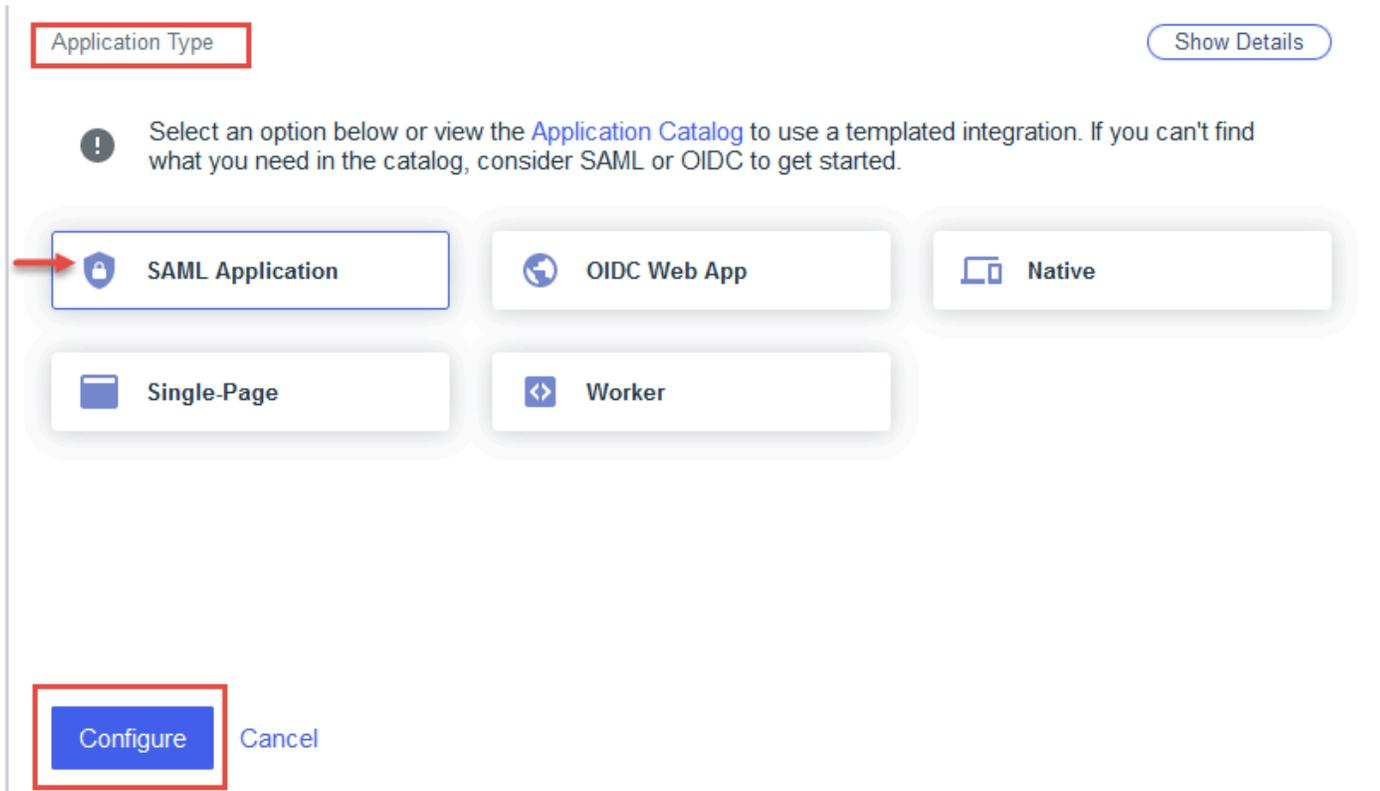 Application Type
Show Details
Select an option below or view the Application Catalog to use a templated integration. If you can't find
what you need in the catalog, consider SAML or OIDC to get started.
SAML Application
OIDC Web App
Native
Single-Page
Worker
Configure
Cancel